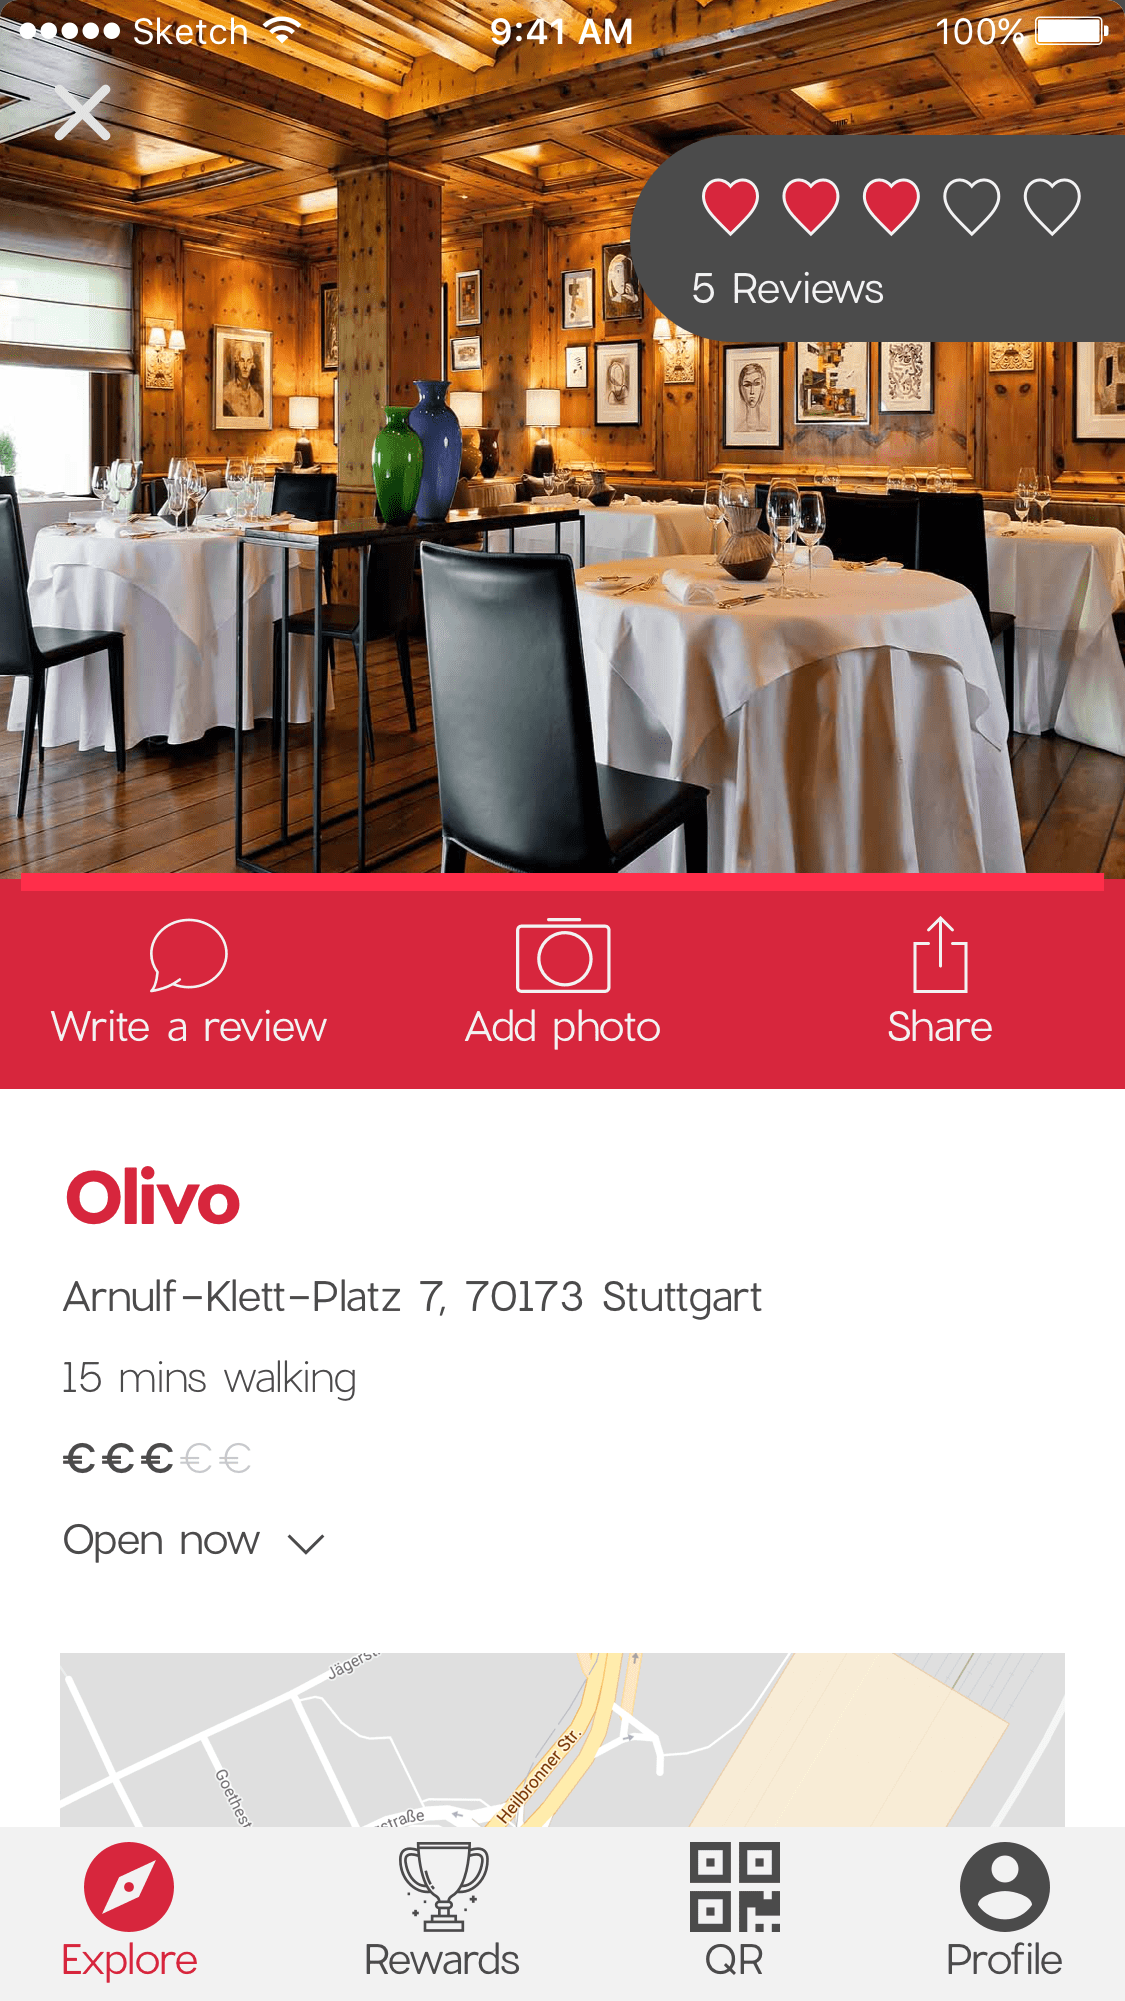 Sketch 9:41 AM 100%
5 Reviews
Write a review Add photo Share
Olivo
Arnulf-Klett-Platz 7, 70173 Stuttgart
15 mins walking
€€€€€
Open now
Jägerst
Goethest
straße
Heilbronner Str.
Explore Rewards QR Profile